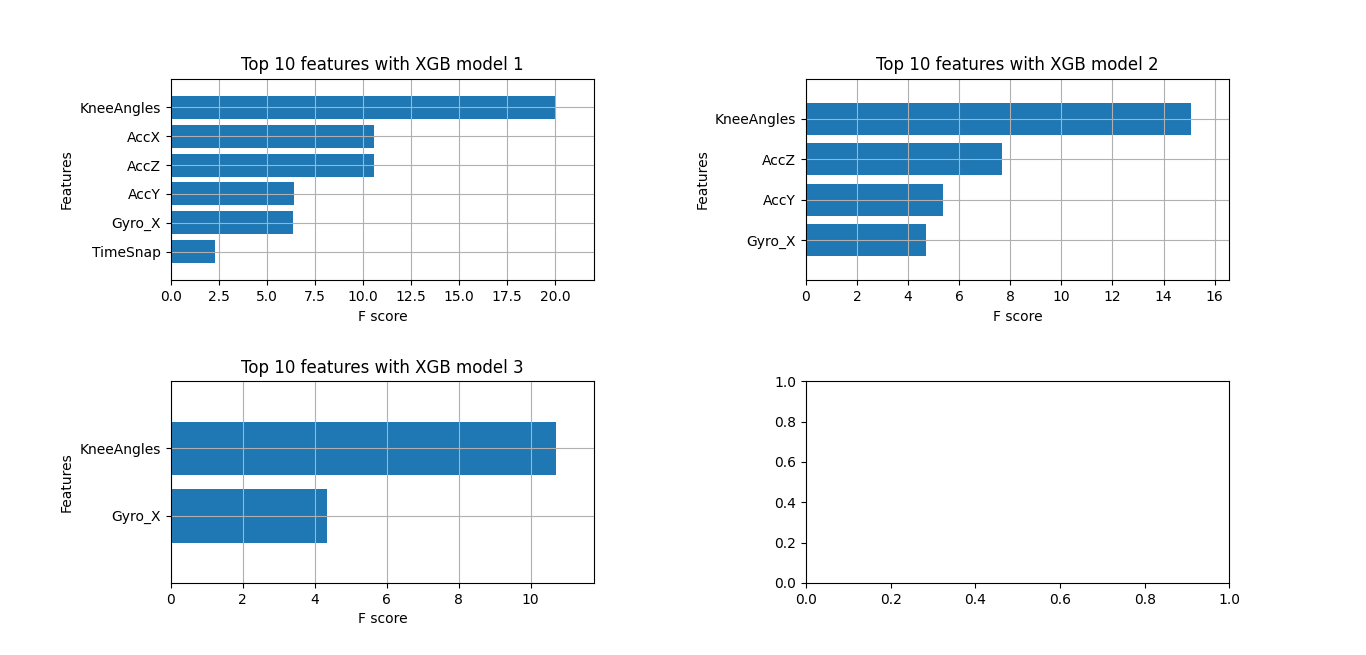 Top 10 features with XGB model 1
Features
KneeAngles
AccX
AccZ
AccY
Gyro_X
TimeSnap
0.0 2.5 5.0 7.5 10.0 12.5 15.0 17.5 20.0
F score
Top 10 features with XGB model 2
Features
KneeAngles
AccZ
AccY
Gyro_X
0 2 4 6 8 10 12 14 16
F score
Top 10 features with XGB model 3
Features
KneeAngles
Gyro_X
0 2 4 6 8 10
F score
1.0
0.8
0.6
0.4
0.2
0.0
0.0 0.2 0.4 0.6 0.8 1.0